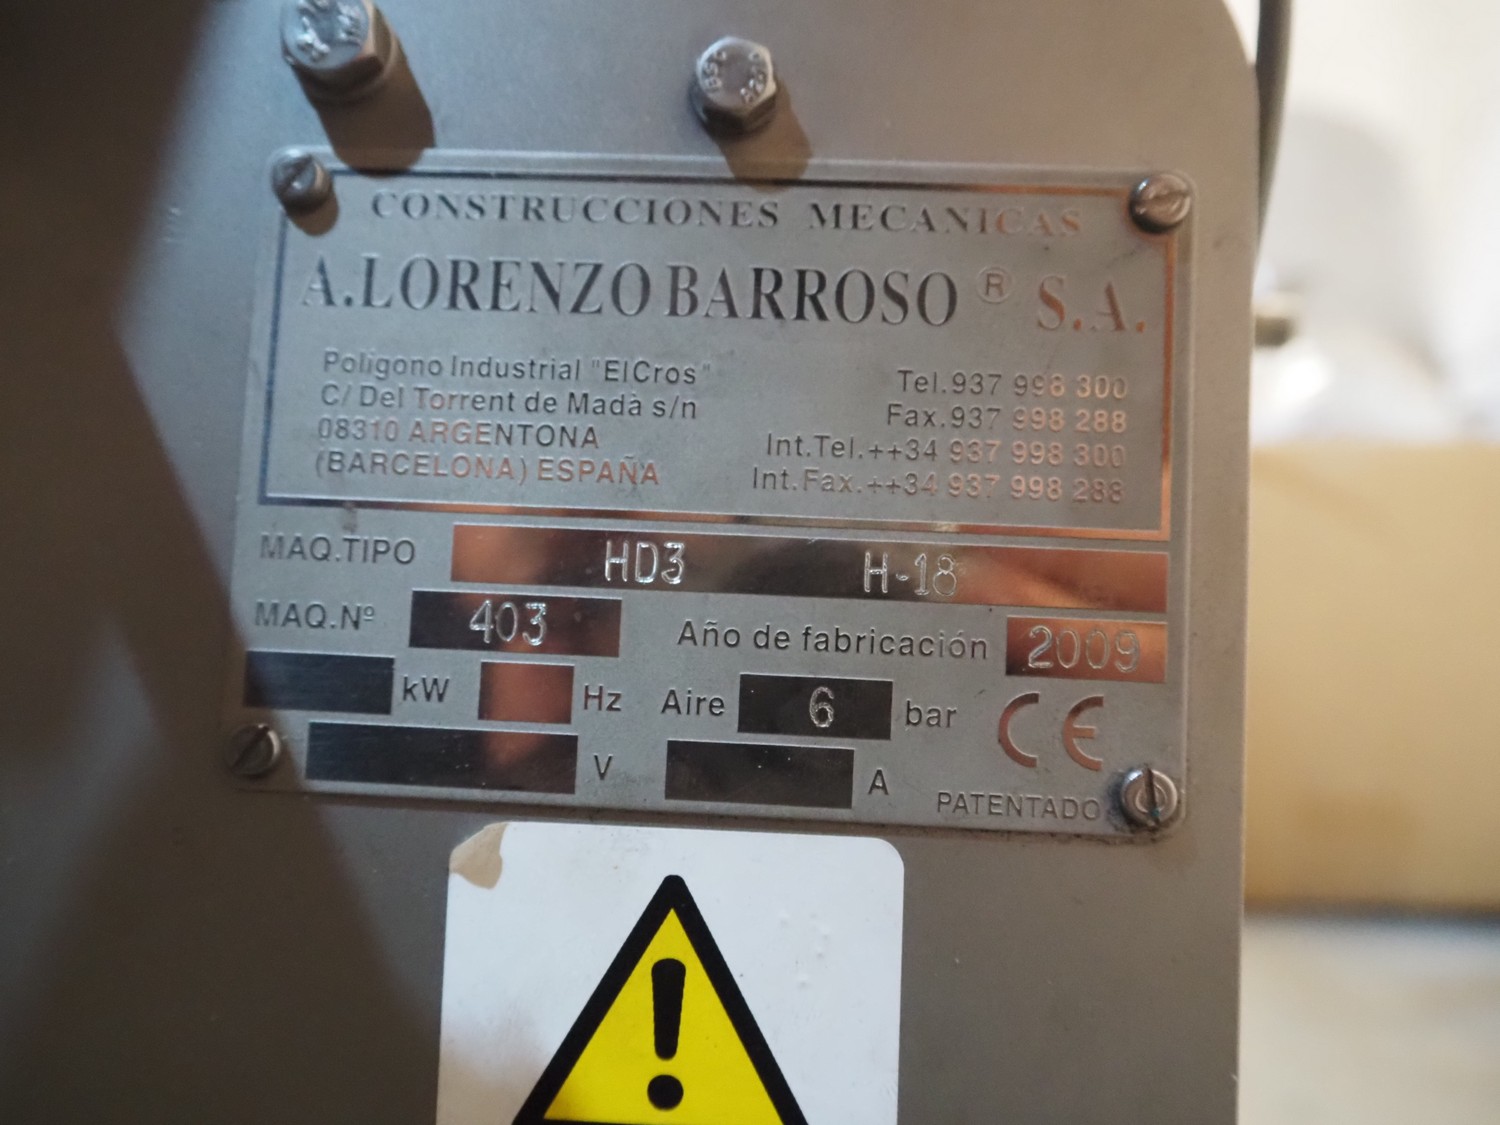 CONSTRUCCIONES MECANICAS
A.LORENZO BARROSO ® S.A.
Polígono Industrial "ElCros"
C/ Del Torrent de Madà s/n
08310 ARGENTONA
(BARCELONA) ESPAÑA
Tel.937 998 300
Fax.937 998 288
Int.Tel.++34 937 998 300
Int.Fax.++34 937 998 288
MAQ.TIPO HD3 H-18
MAQ.Nº 403 Año de fabricación 2009
kW Hz Aire 6 bar CE
V A PATENTADO